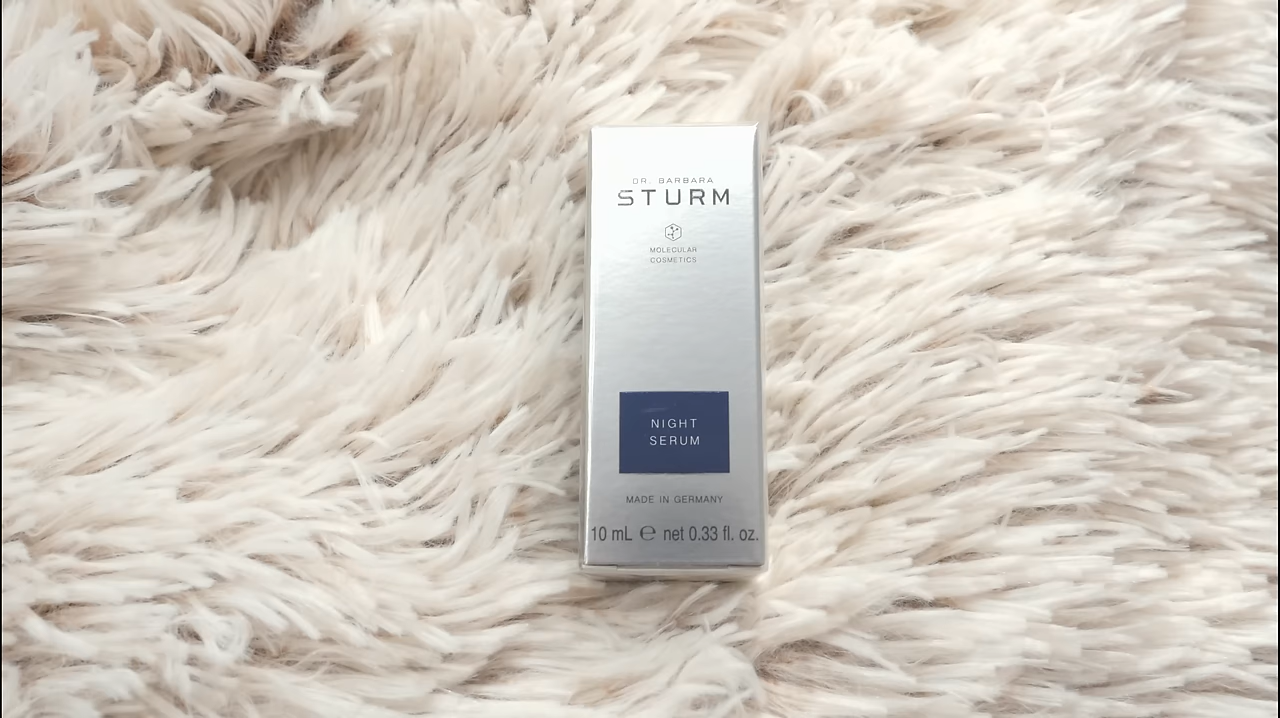 DR. BARBARA
STURM
MOLECULAR
COSMETICS
NIGHT
SERUM
MADE IN GERMANY
10 mL ℮ net 0.33 fl. oz.